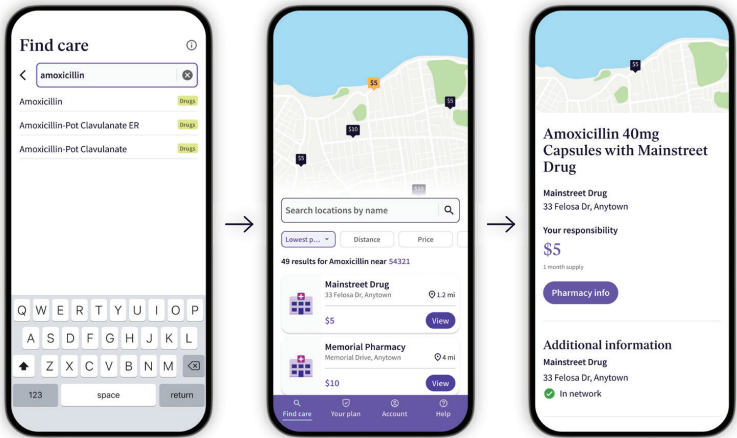 Find care
amoxicillin
Amoxicillin Drugs
Amoxicillin-Pot Clavulanate ER Drugs
Amoxicillin-Pot Clavulanate Drugs
Q W E R T Y U I O P
A S D F G H J K L
Z X C V B N M
123 space return
$5
$5
$10
$5
$10
Search locations by name
Lowest p... Distance Price
49 results for Amoxicillin near 54321
Mainstreet Drug
33 Felosa Dr, Anytown 1.2 mi
$5 View
Memorial Pharmacy
Memorial Drive, Anytown 4 mi
$10 View
Find care Your plan Account Help
$5
Amoxicillin 40mg
Capsules with Mainstreet
Drug
Mainstreet Drug
33 Felosa Dr, Anytown
Your responsibility
$5
1 month supply
Pharmacy info
Additional information
Mainstreet Drug
33 Felosa Dr, Anytown
In network